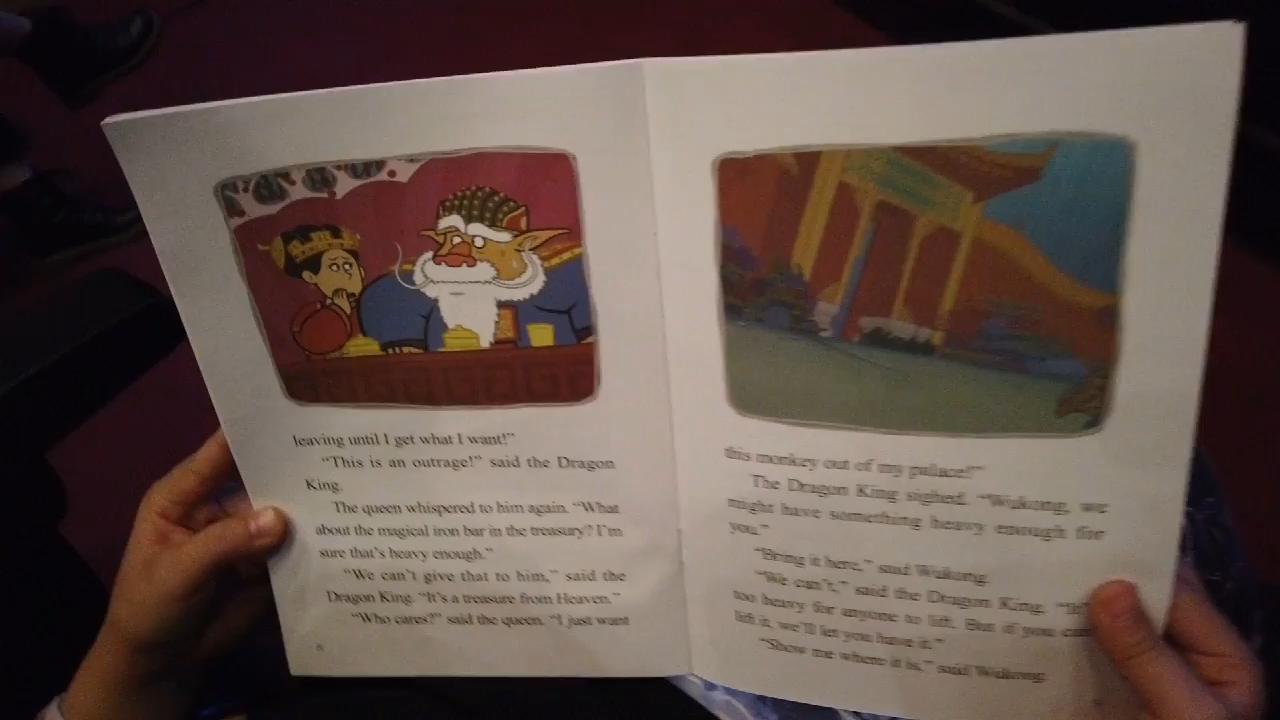 leaving until I get what I want!”
“This is an outrage!” said the Dragon
King.
The queen whispered to him again. “What
about the magical iron bar in the treasury? I’m
sure that’s heavy enough.”
“We can’t give that to him,” said the
Dragon King. “It’s a treasure from Heaven.”
“Who cares?” said the queen. “I just want
this monkey out of my palace!”
The Dragon King sighed. “Wukong, we
might have something heavy enough for
you.”
“Bring it here,” said Wukong.
“We can’t,” said the Dragon King.
too heavy for anyone to lift. But if you can
lift it, we’ll let you have it.”
“Show me where it is,” said Wukong.